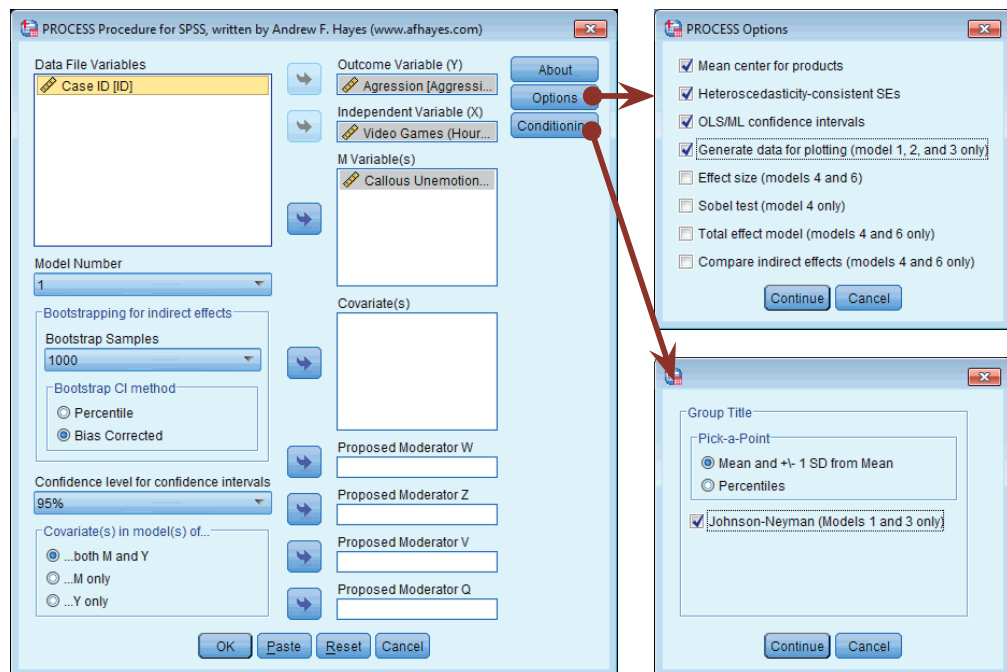 PROCESS Procedure for SPSS, written by Andrew F. Hayes (www.afhayes.com)
Data File Variables
Case ID [ID]
Outcome Variable (Y)
Agression [Aggressi...
Independent Variable (X)
Video Games (Hour...
M Variable(s)
Callous Unemotion...
About
Options
Conditioning
Model Number
1
Bootstrapping for indirect effects
Bootstrap Samples
1000
Bootstrap CI method
Percentile
Bias Corrected
Confidence level for confidence intervals
95%
Covariate(s) in model(s) of...
...both M and Y
...M only
...Y only
Covariate(s)
Proposed Moderator W
Proposed Moderator Z
Proposed Moderator V
Proposed Moderator Q
OK Paste Reset Cancel
PROCESS Options
Mean center for products
Heteroscedasticity-consistent SEs
OLS/ML confidence intervals
Generate data for plotting (model 1, 2, and 3 only)
Effect size (models 4 and 6)
Sobel test (model 4 only)
Total effect model (models 4 and 6 only)
Compare indirect effects (models 4 and 6 only)
Continue Cancel
Group Title
Pick-a-Point
Mean and +\- 1 SD from Mean
Percentiles
Johnson-Neyman (Models 1 and 3 only)
Continue Cancel